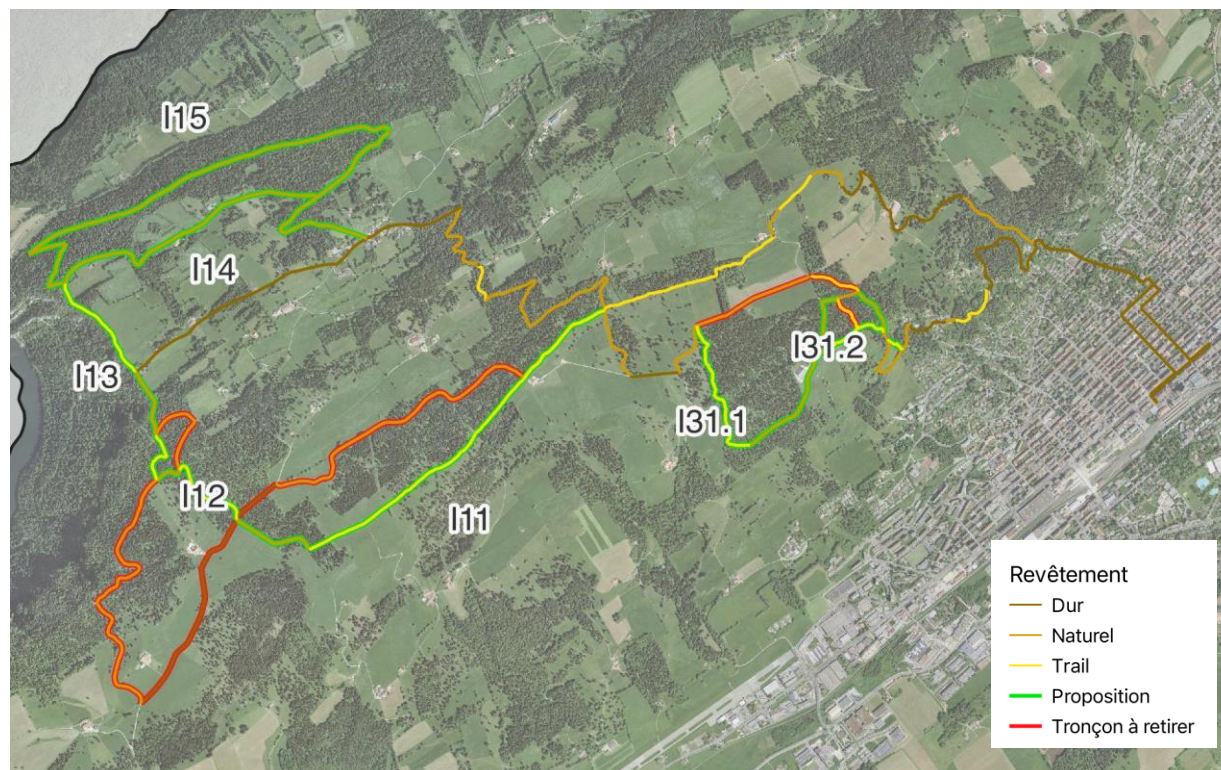 I15
I14
I13
I31.2
I31.1
I12
I11
Revêtement
Dur
Naturel
Trail
Proposition
Tronçon à retirer